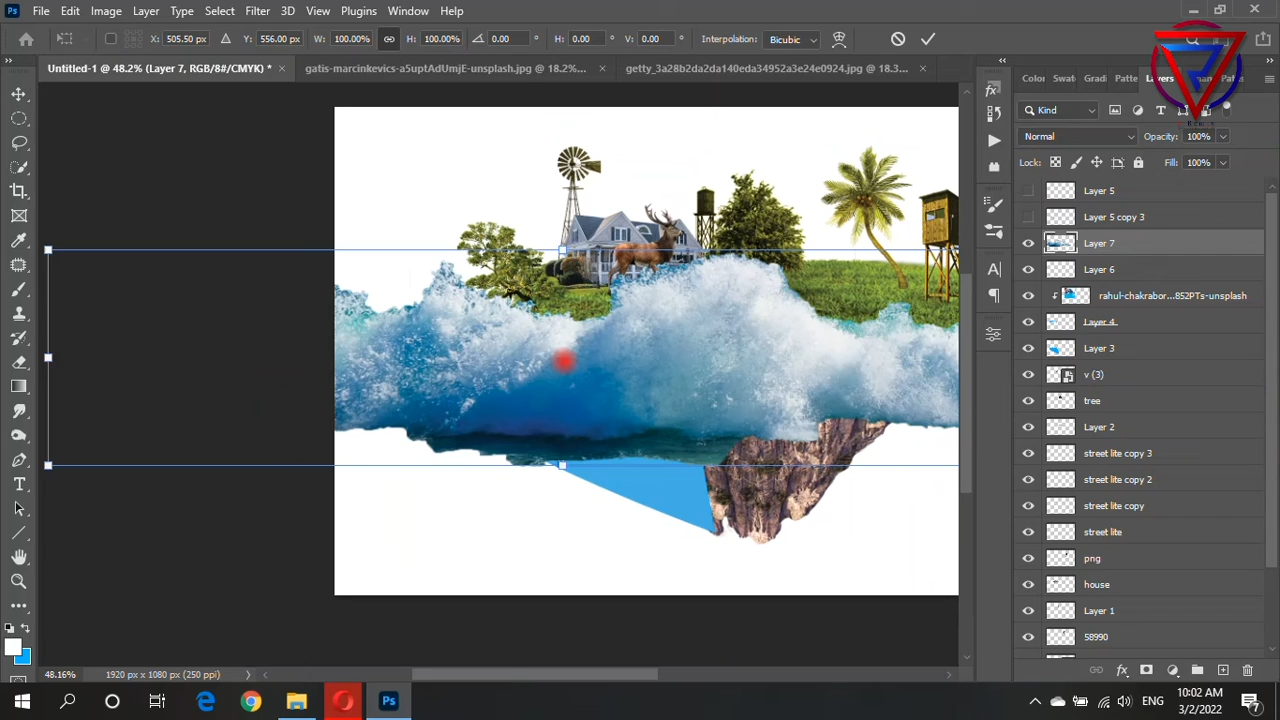 Ps File Edit Image Layer Type Select Filter 3D View Plugins Window Help
X: 505.50 px Y: 556.00 px W: 100.00% H: 100.00% 0.00 ° H: 0.00 ° V: 0.00 ° Interpolation: Bicubic
Untitled-1 @ 48.2% (Layer 7, RGB/8#/CMYK) * × gatis-marcinkevics-a5uptAdUmjE-unsplash.jpg @ 18.2%... × getty_3a28b2da2da140eda34952a3e24e0924.jpg @ 18.3... ×
Color Swatc Gradi Patte Layers
Kind
Normal Opacity: 100%
Lock: Fill: 100%
Layer 5
Layer 5 copy 3
Layer 7
Layer 6
rahul-chakrabor...852PTs-unsplash
Layer 4
Layer 3
v (3)
tree
Layer 2
street lite copy 3
street lite copy 2
street lite copy
street lite
png
house
Layer 1
58990
48.16% 1920 px x 1080 px (250 ppi)
Ps ENG 10:02 AM
3/2/2022 7